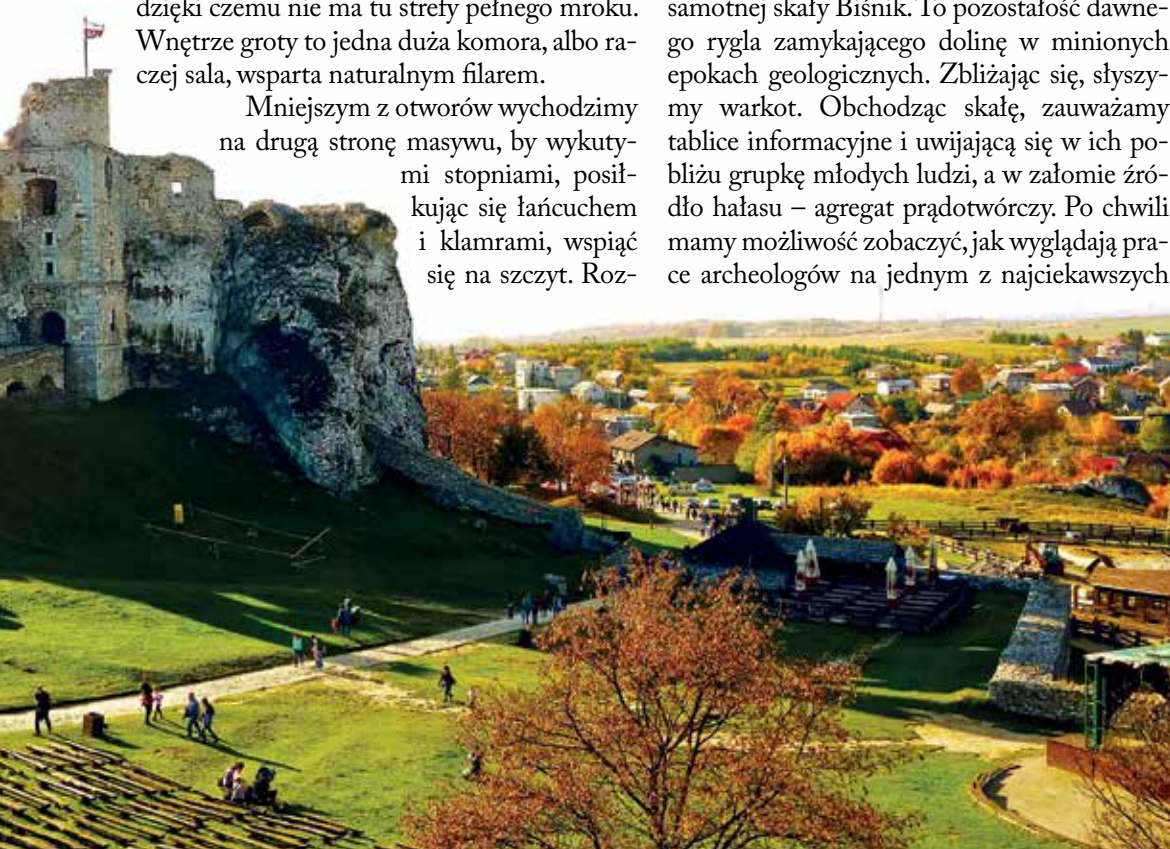 dzięki czemu nie ma tu strefy pełnego mroku.
Wnętrze groty to jedna duża komora, albo ra-
czej sala, wsparta naturalnym filarem.
Mniejszym z otworów wychodzimy
na drugą stronę masywu, by wykuty-
mi stopniami, posił-
kując się łańcuchem
i klamrami, wspiąć
się na szczyt. Roz-
samotnej skały Biśnik. To pozostałość dawne-
go rygla zamykającego dolinę w minionych
epokach geologicznych. Zbliżając się, słyszy-
my warkot. Obchodząc skałę, zauważamy
tablice informacyjne i uwijającą się w ich po-
bliżu grupkę młodych ludzi, a w załomie źró-
dło hałasu – agregat prądotwórczy. Po chwili
mamy możliwość zobaczyć, jak wyglądają pra-
ce archeologów na jednym z najciekawszych